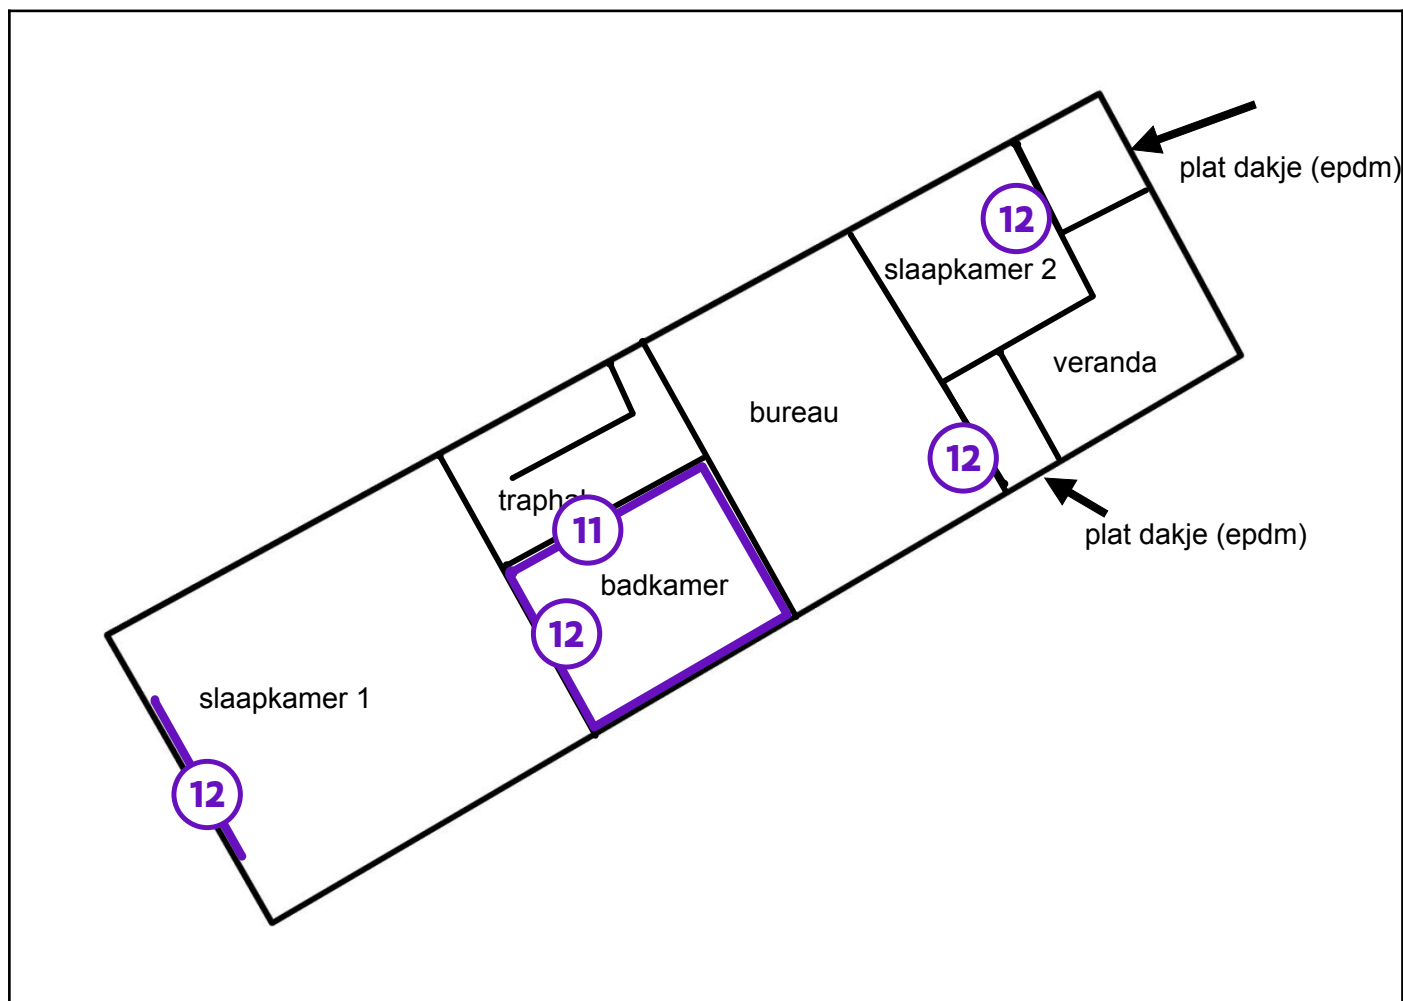 plat dakje (epdm)
12
slaapkamer 2
veranda
bureau
12
plat dakje (epdm)
11
badkamer
12
slaapkamer 1
12